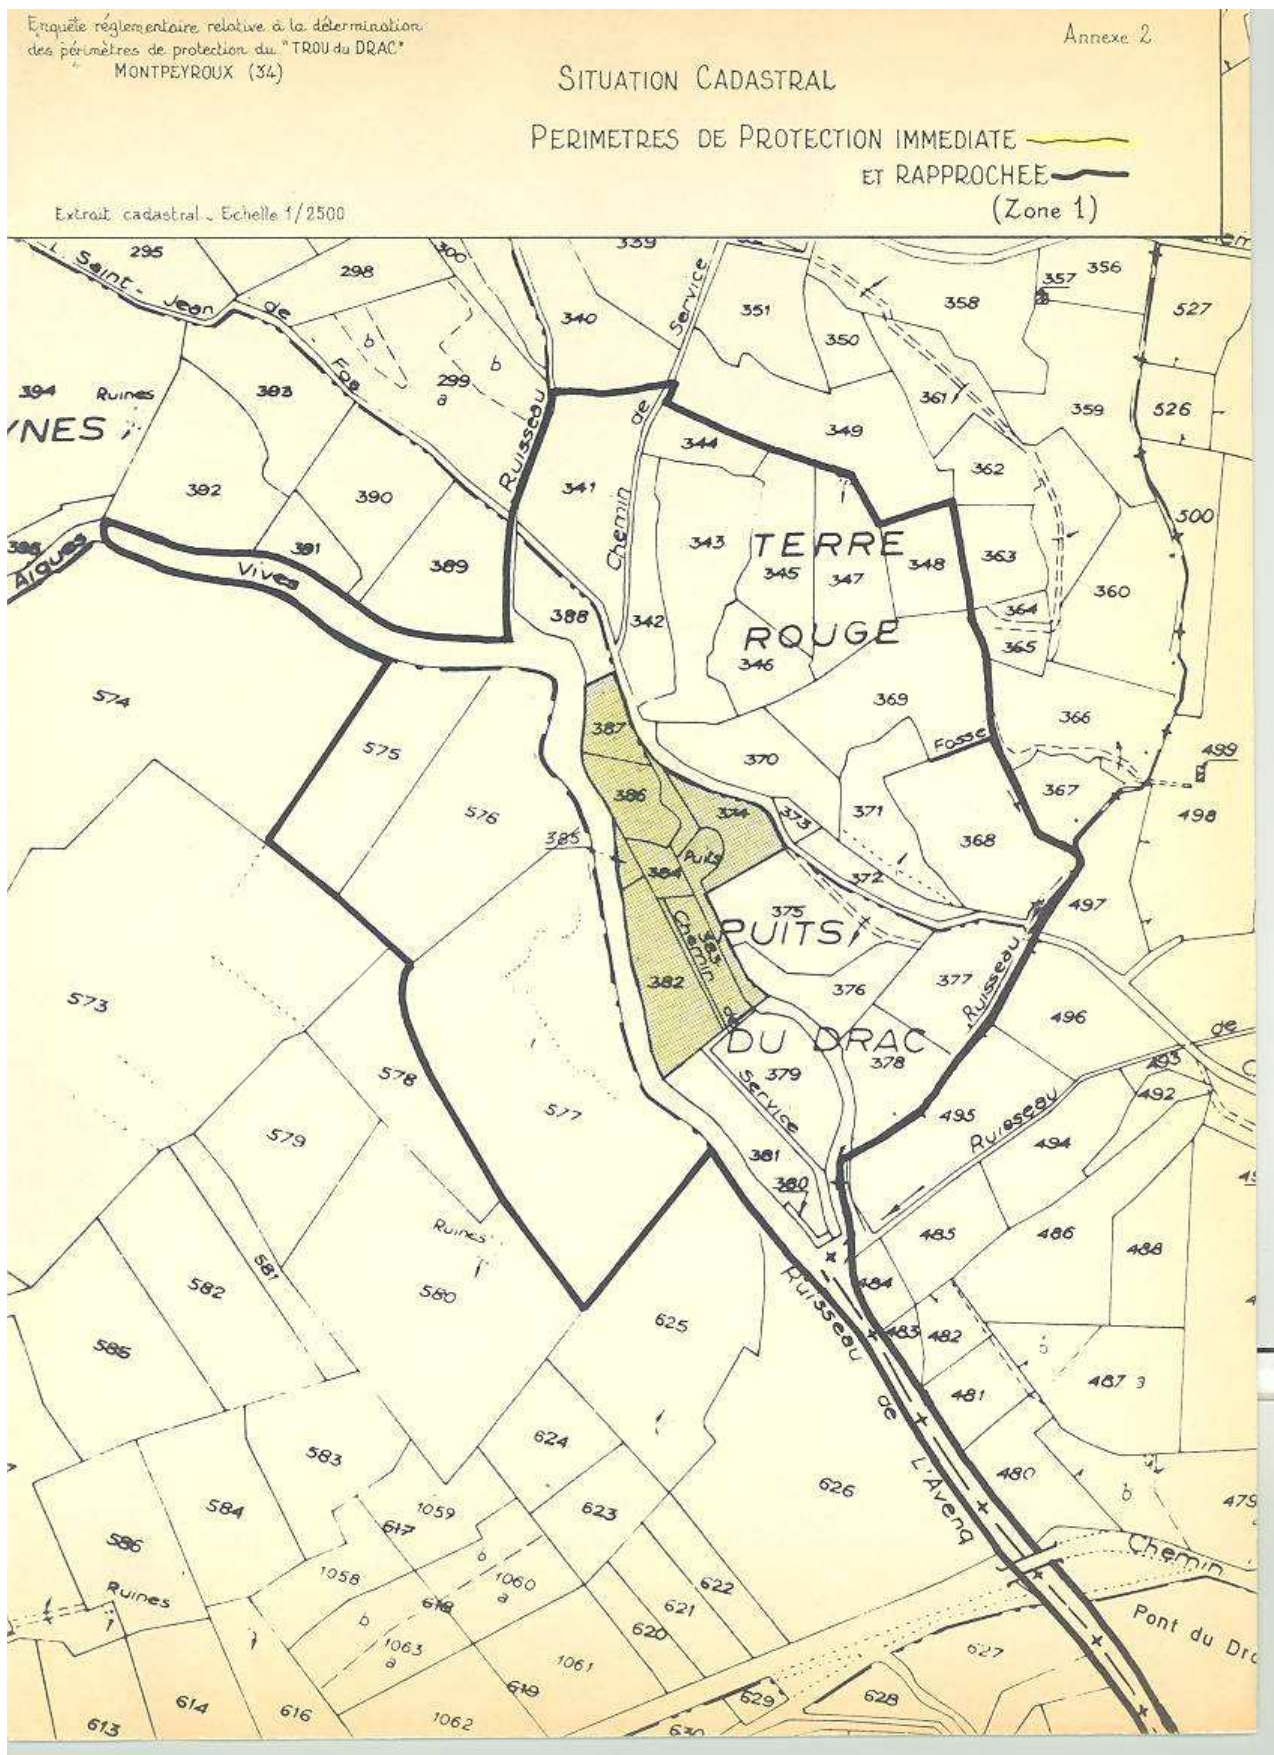 Enquête réglementaire relative à la détermination
des périmètres de protection du "TROU du DRAC"
MONTPEYROUX (34)
Annexe 2
SITUATION CADASTRAL
PERIMETRES DE PROTECTION IMMEDIATE
ET RAPPROCHEE
(Zone 1)
Extrait cadastral - Echelle 1/2500
295
Saint-Jean de Fos
298
300
339
340
Service
351
350
358
357
356
527
394 Ruines
393
b
b
299
a
Ruisseau
de
344
349
361
359
526
392
390
341
Chemin
343
TERRE
345
347
348
362
363
500
395
Aigues
Vives
391
389
388
342
ROUGE
346
364
365
360
574
575
387
369
366
Fosse
370
499
576
386
374
373
371
368
367
498
385
384
Puits
372
375
497
573
383
Chemin
PUITS
382
376
377
Ruisseau
496
de
de
DU DRAC
578
577
379
378
493
492
Service
579
495
Ruisseau
494
381
380
Ruines
485
486
488
581
582
580
484
625
Ruisseau
483
482
b
585
481
487 a
de
624
583
L'Avenq
480
b
479
584
1059
617
623
626
586
Chemin
1058
b
1060
a
622
Ruines
618
621
Pont du Dra
b
1063
a
620
627
1061
619
629
628
614
616
613
1062
630